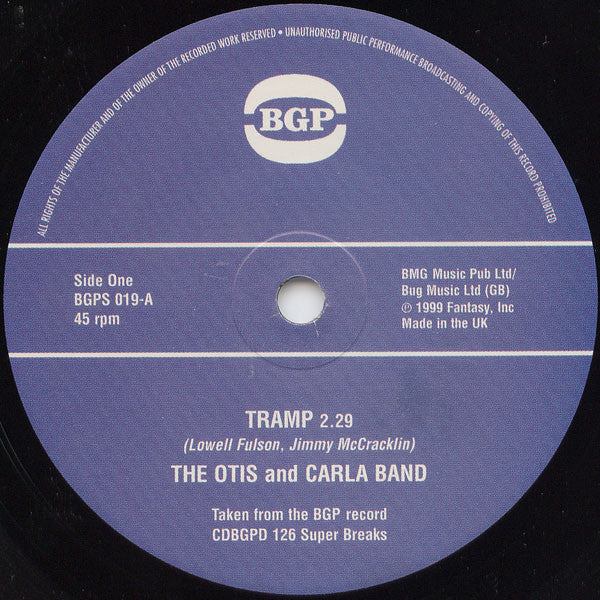 ALL RIGHTS OF THE MANUFACTURER AND OF THE OWNER OF THE RECORDED WORK RESERVED • UNAUTHORISED PUBLIC PERFORMANCE BROADCASTING AND COPYING OF THIS RECORD PROHIBITED
BGP
Side One
BGPS 019-A
45 rpm
BMG Music Pub Ltd/
Bug Music Ltd (GB)
℗ 1999 Fantasy, Inc
Made in the UK
TRAMP 2.29
(Lowell Fulson, Jimmy McCracklin)
THE OTIS and CARLA BAND
Taken from the BGP record
CDBGPD 126 Super Breaks